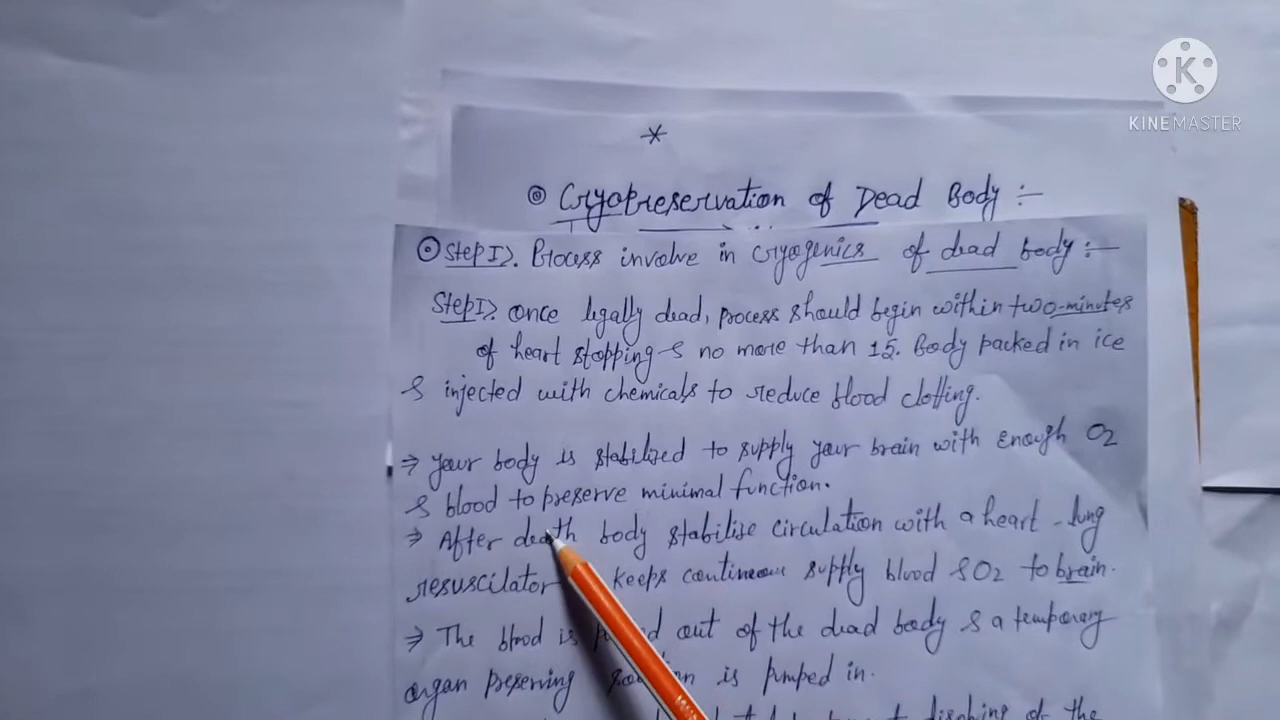 KINEMASTER
*
Cryopreservation of Dead Body :-
Step I>. Process involve in cryogenics of dead body :-
Step I> Once legally dead, process should begin within two-minutes
of heart stopping & no more than 15. Body packed in ice
& injected with chemicals to reduce blood clotting.
⇒ Your body is stabilized to supply your brain with enough O2
& blood to preserve minimal function.
⇒ After death body stabilise circulation with a heart-lung
resuscilator keeps continuous supply blood & O2 to brain.
⇒ The blood is out of the dead body & a temporary
organ preserving is pumped in.
of the